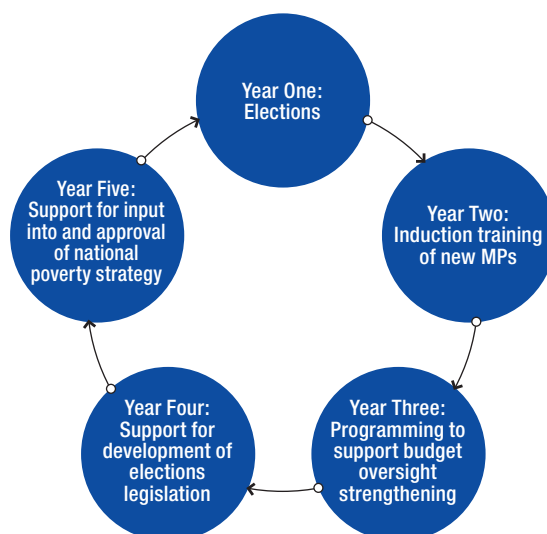 Year One:
Elections
Year Two:
Induction training
of new MPs
Year Three:
Programming to
support budget
oversight
strengthening
Year Four:
Support for
development of
elections
legislation
Year Five:
Support for input
into and approval
of national
poverty strategy